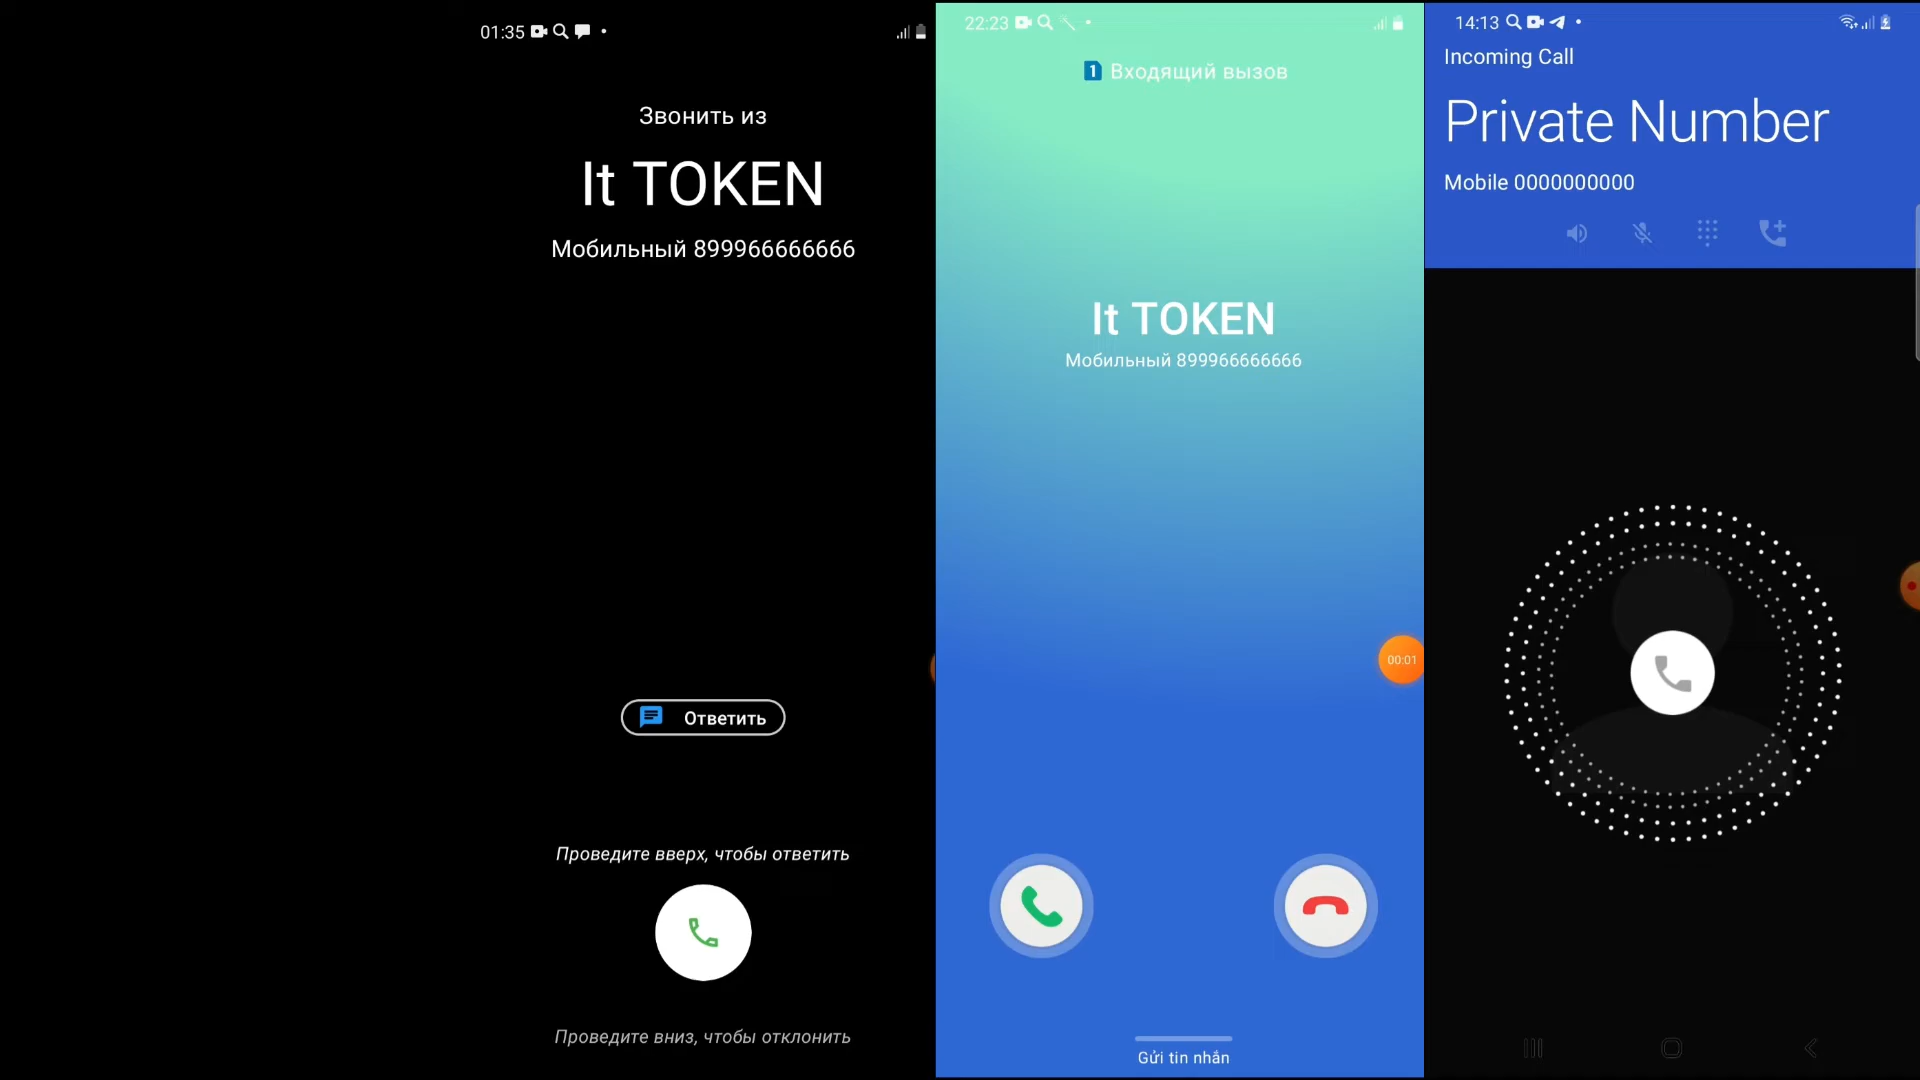 01:35
Звонить из
It TOKEN
Мобильный 899966666666
Ответить
Проведите вверх, чтобы ответить
Проведите вниз, чтобы отклонить
22:23
1 Входящий вызов
It TOKEN
Мобильный 899966666666
00:01
Gửi tin nhắn
14:13
Incoming Call
Private Number
Mobile 0000000000